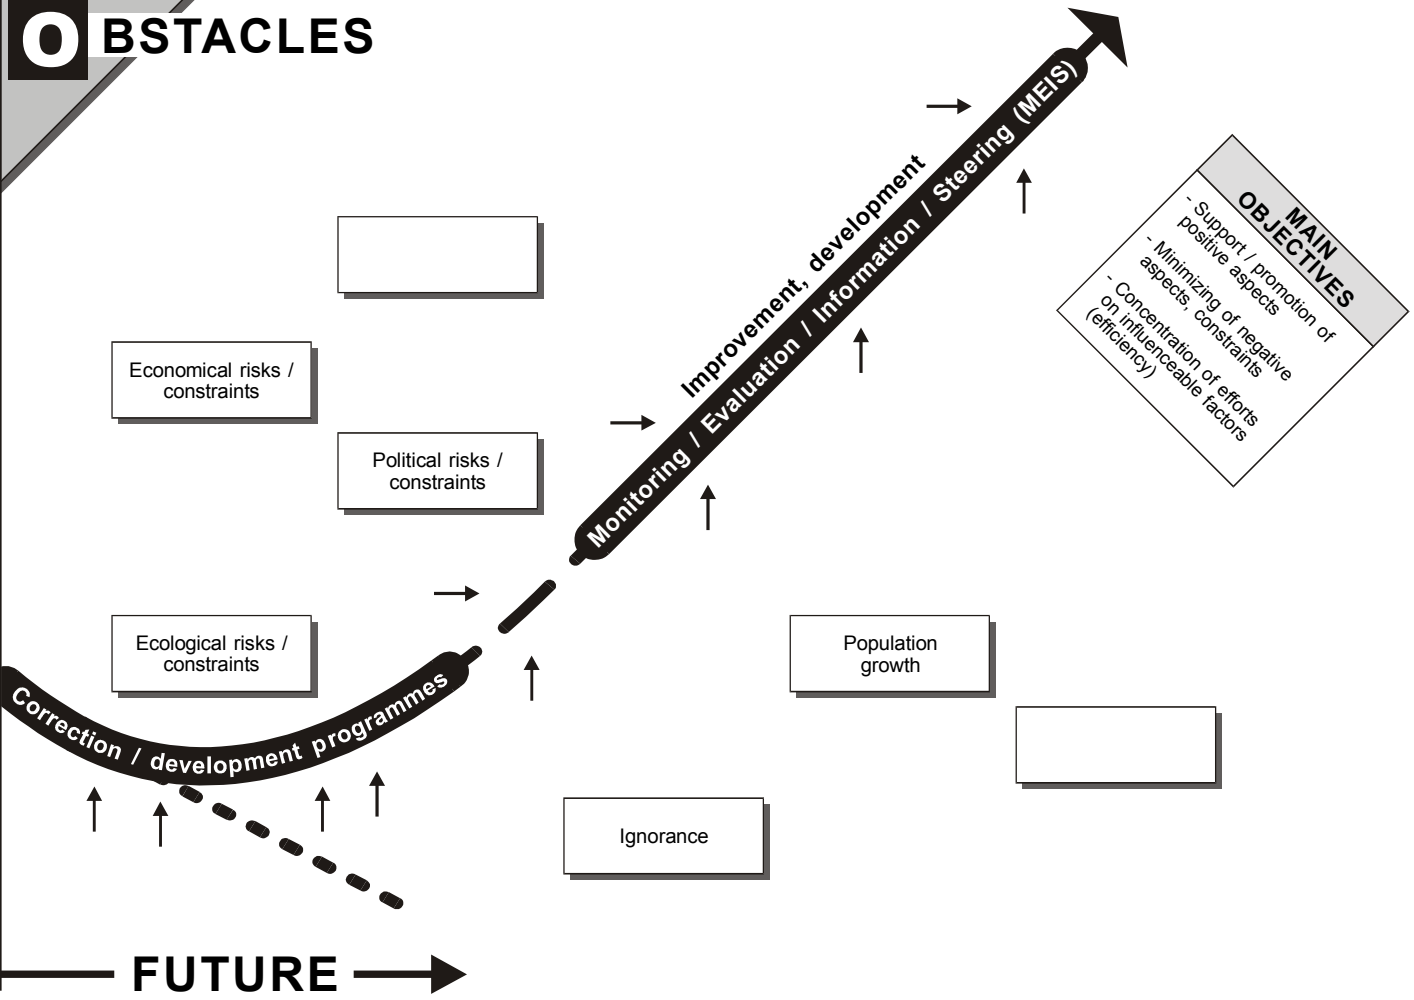 OBSTACLES
Improvement, development
Monitoring / Evaluation / Information / Steering (MEIS)
MAIN
OBJECTIVES
- Support / promotion of
positive aspects
- Minimizing of negative
aspects, constraints
- Concentration of efforts
on influenceable factors
(efficiency)
Economical risks /
constraints
Political risks /
constraints
Ecological risks /
constraints
Population
growth
Correction / development programmes
Ignorance
FUTURE